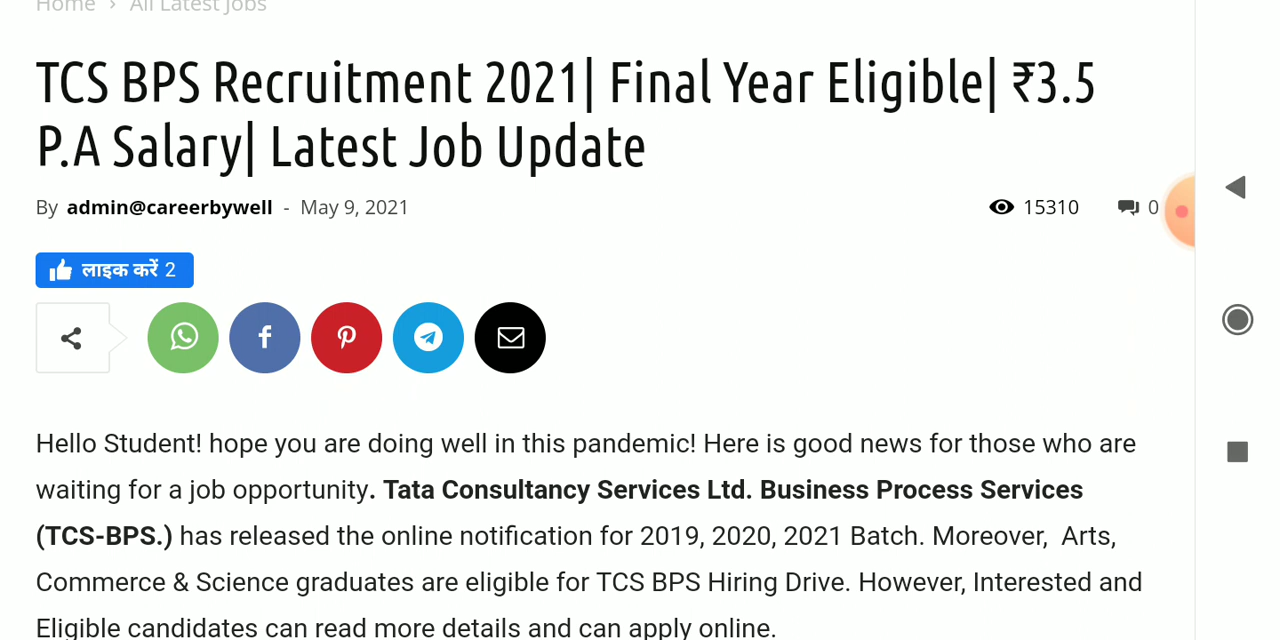 Home › All Latest Jobs
TCS BPS Recruitment 2021| Final Year Eligible| ₹3.5
P.A Salary| Latest Job Update
By admin@careerbywell - May 9, 2021 15310 0
लाइक करें 2
Hello Student! hope you are doing well in this pandemic! Here is good news for those who are
waiting for a job opportunity. Tata Consultancy Services Ltd. Business Process Services
(TCS-BPS.) has released the online notification for 2019, 2020, 2021 Batch. Moreover, Arts,
Commerce & Science graduates are eligible for TCS BPS Hiring Drive. However, Interested and
Eligible candidates can read more details and can apply online.